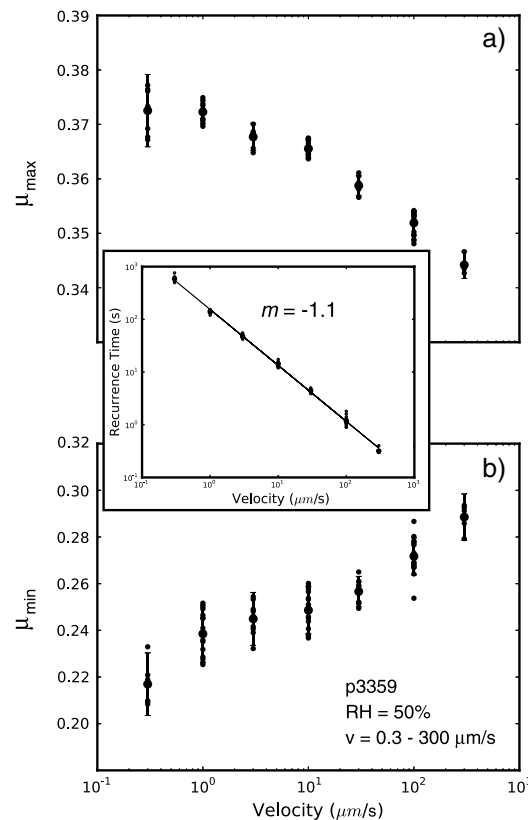 0.39
a)
0.38
0.37
μmax
0.36
0.35
0.34
10³
m = -1.1
10²
Recurrence Time (s)
10¹
10⁰
10⁻¹
10⁻¹ 10⁰ 10¹ 10² 10³
Velocity (μm/s)
0.32
b)
0.30
0.28
0.26
μmin
0.24
0.22
0.20
p3359
RH = 50%
v = 0.3 - 300 μm/s
10⁻¹ 10⁰ 10¹ 10² 10³
Velocity (μm/s)